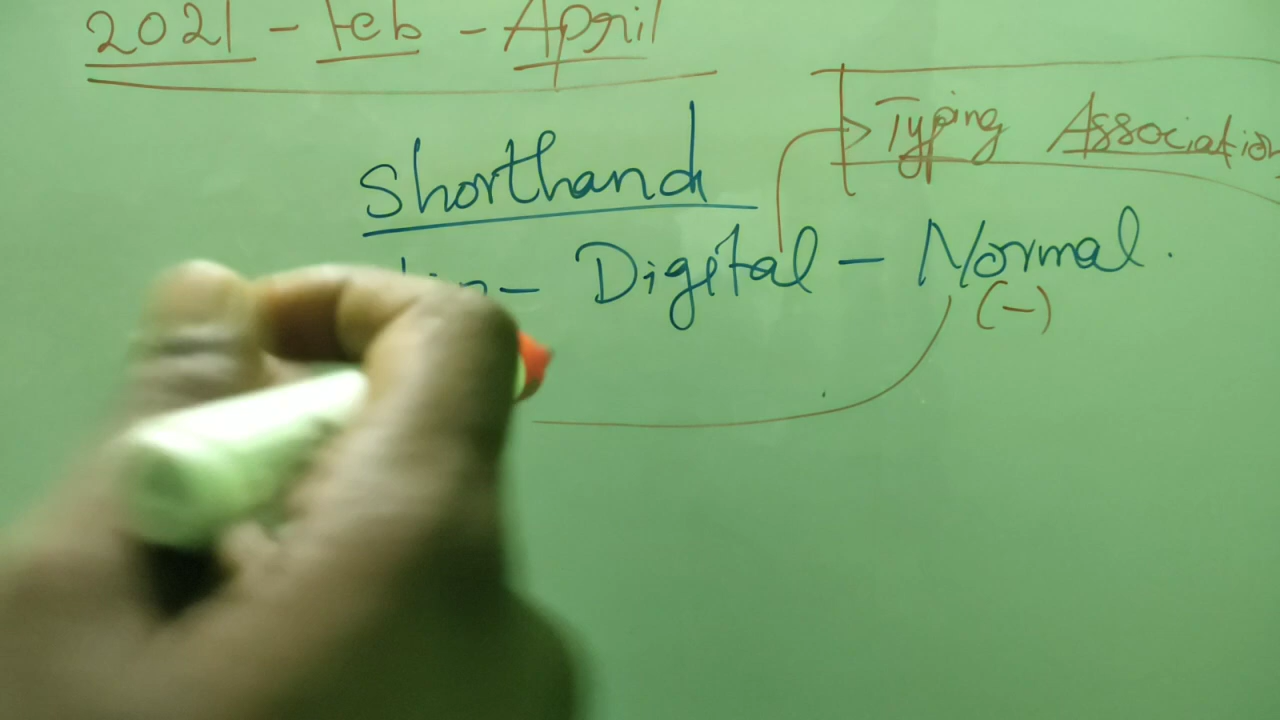 2021 - Feb - April
Typing Association
Shorthand
- Digital - Normal.
(-)